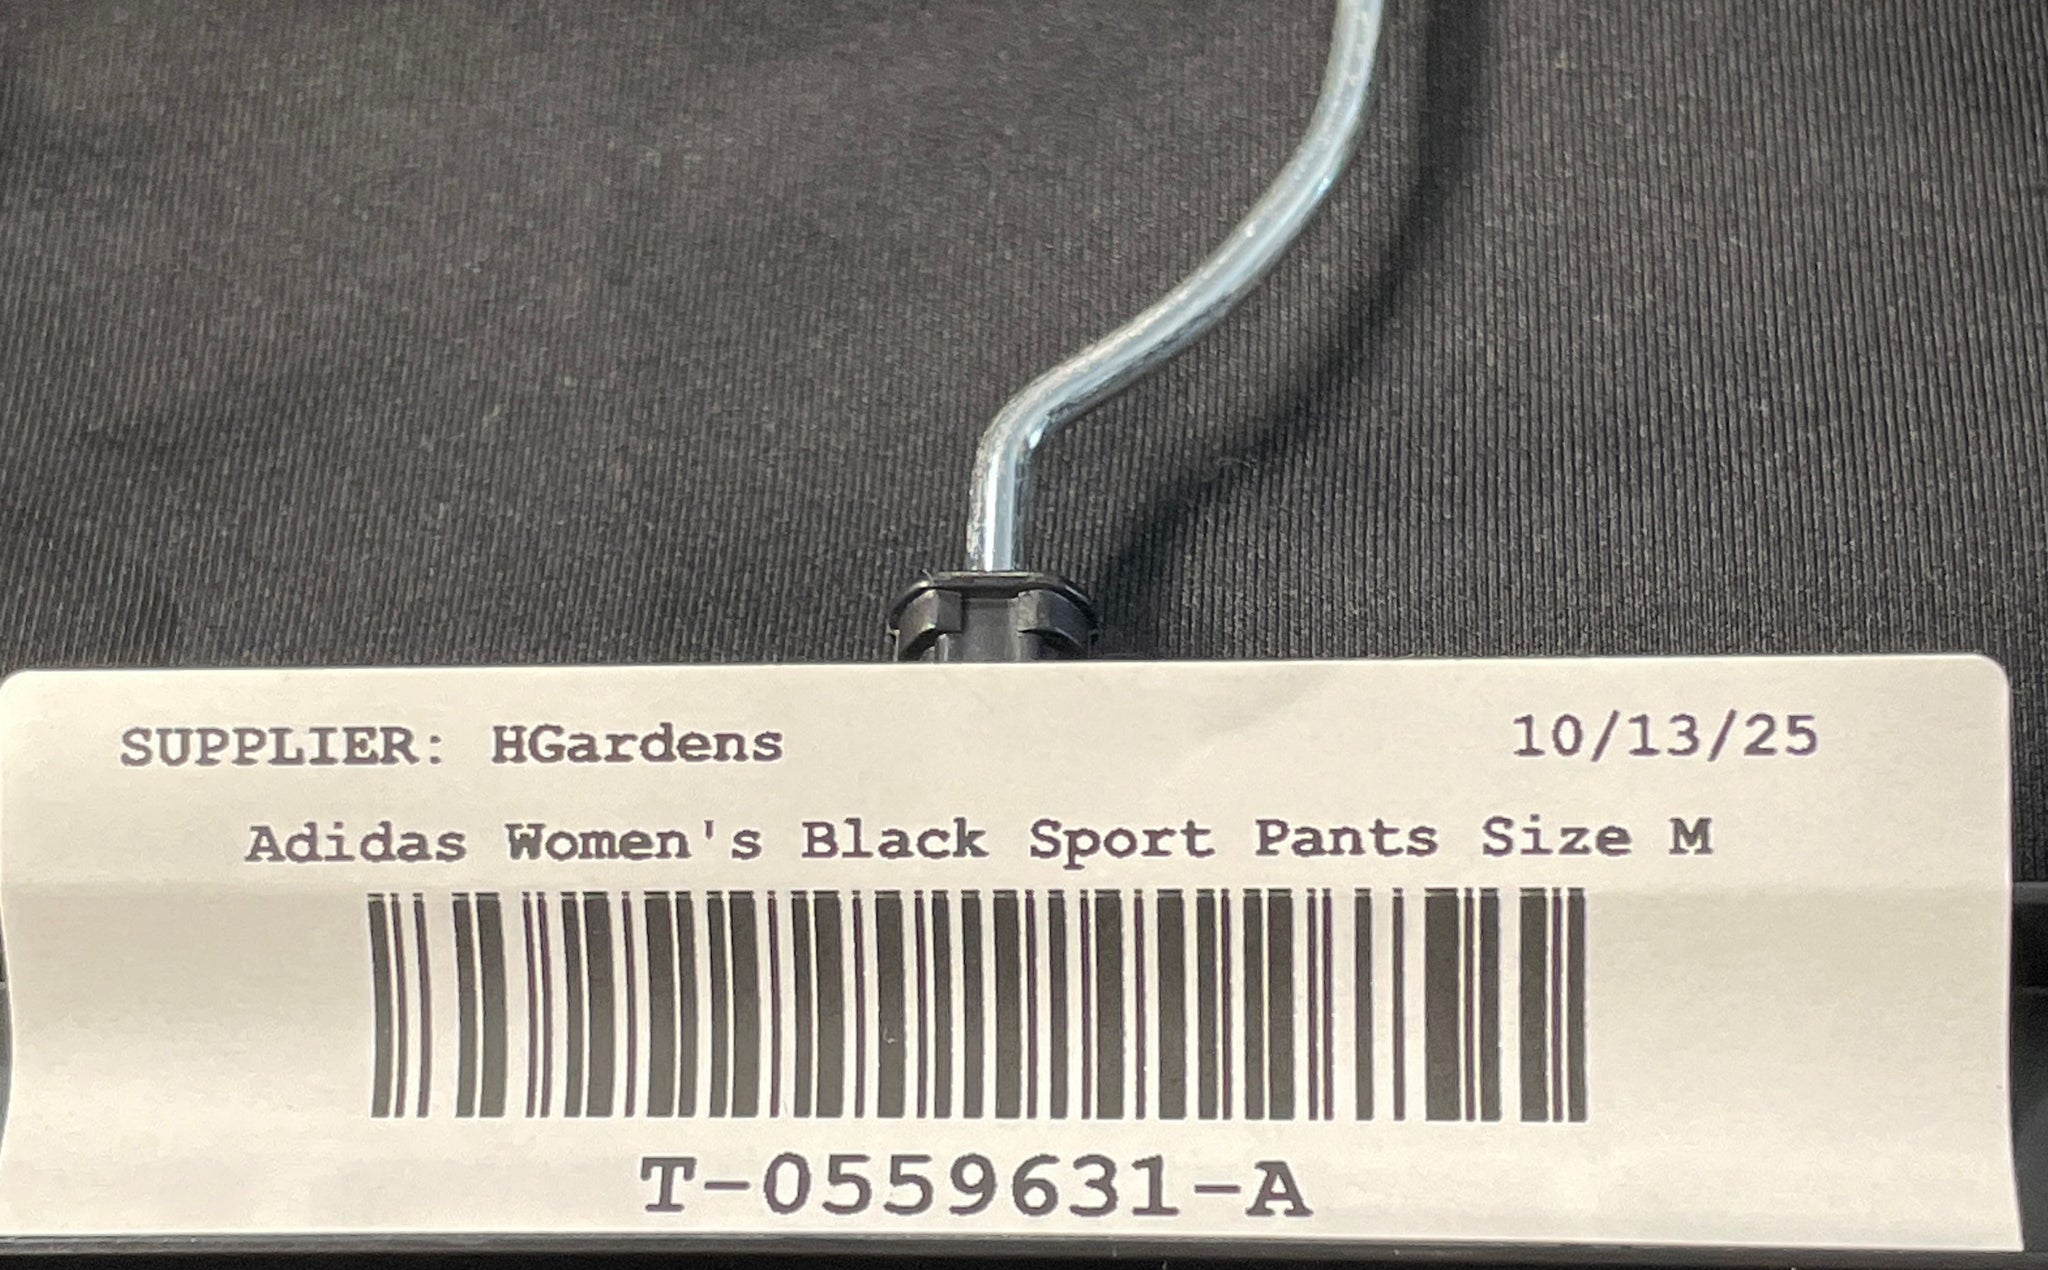 SUPPLIER: HGardens 10/13/25
Adidas Women's Black Sport Pants Size M
T-0559631-A